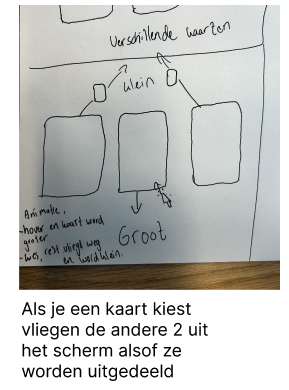 Verschillende kaarten
klein
Animatie,
-hover en kaart word
groter
-kies, rest vliegt weg
en word klein.
Groot
Als je een kaart kiest
vliegen de andere 2 uit
het scherm alsof ze
worden uitgedeeld